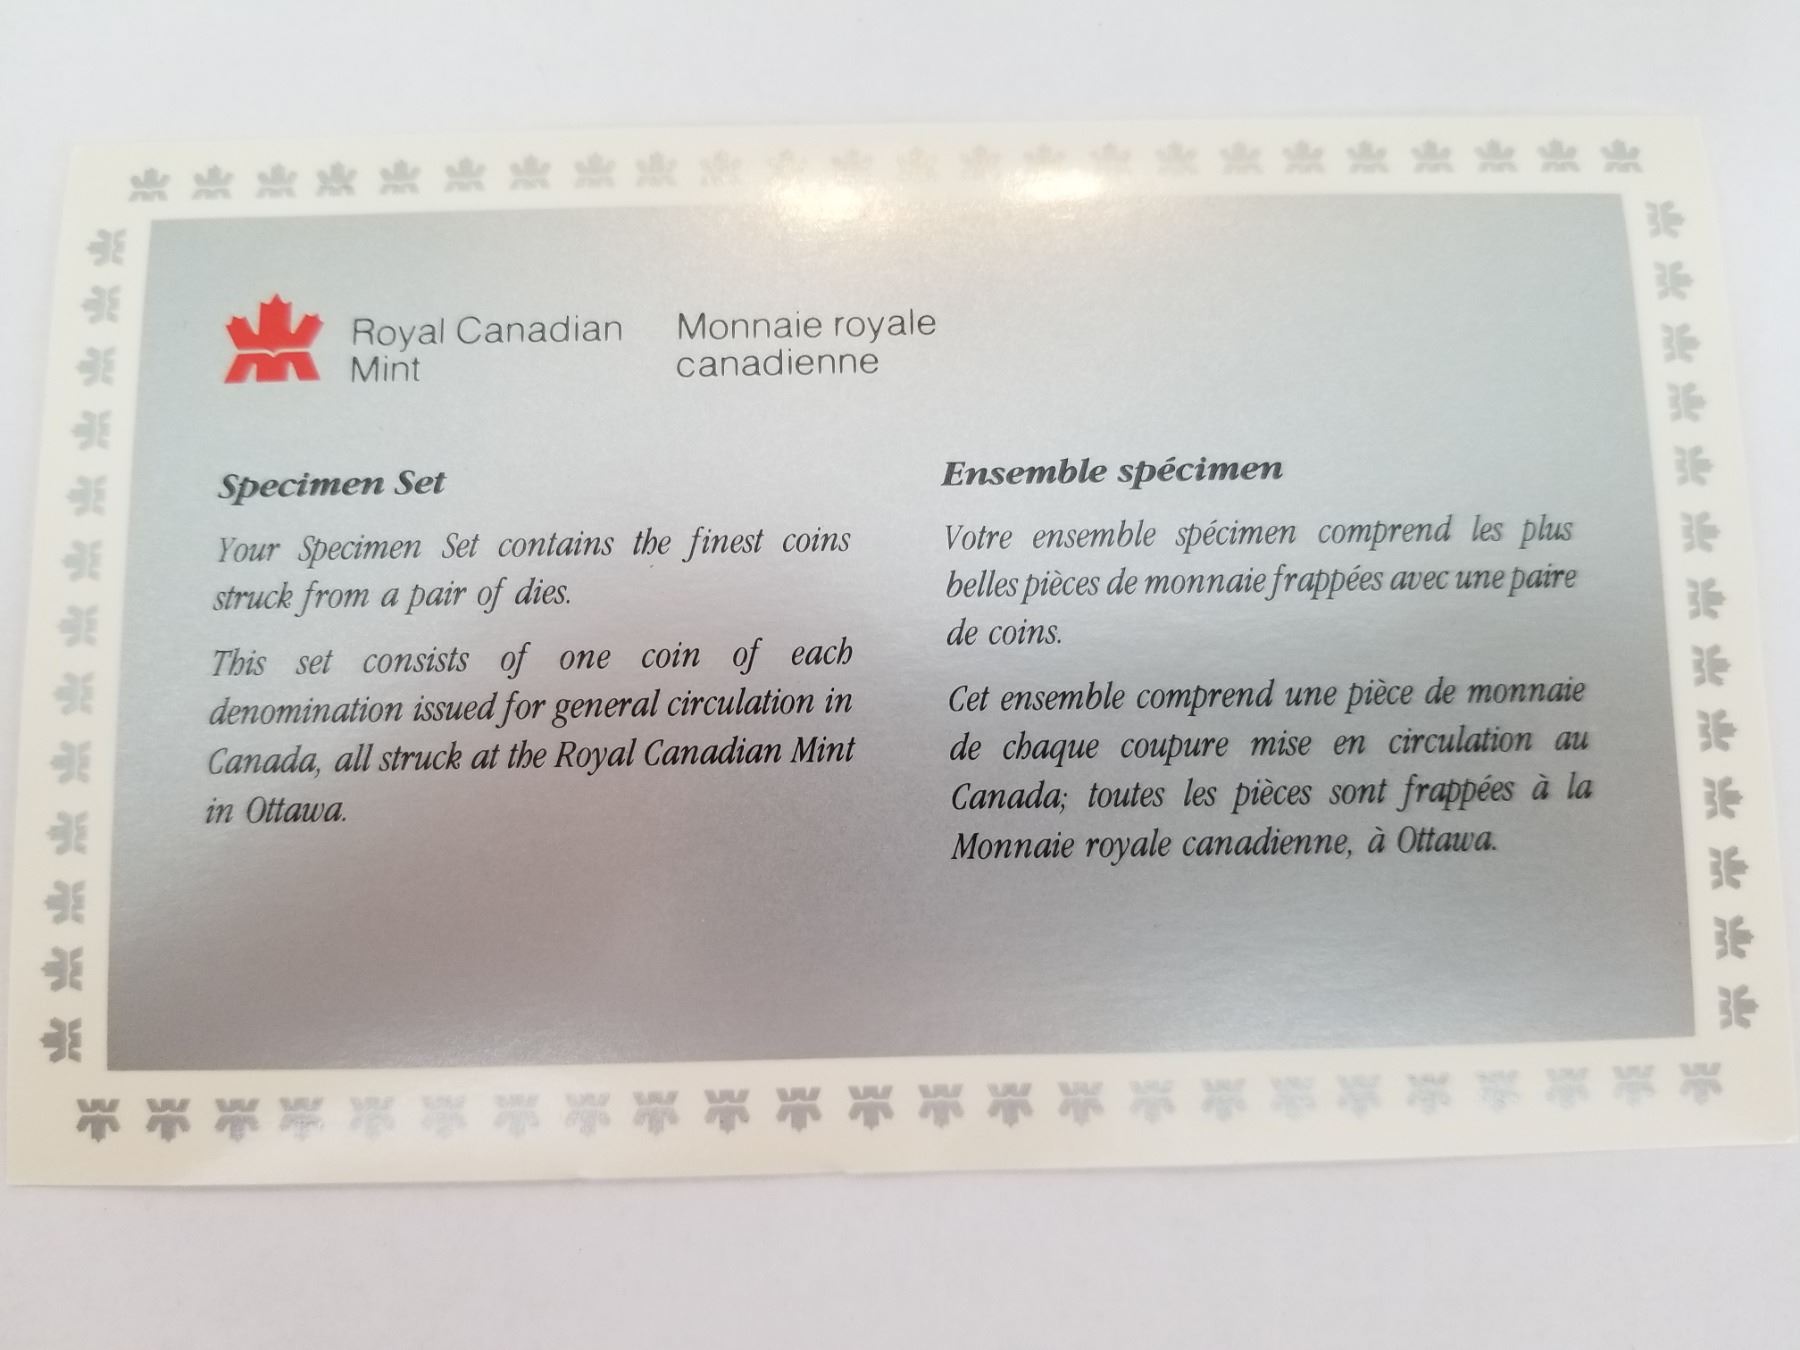 Royal Canadian
Mint
Monnaie royale
canadienne
Specimen Set
Your Specimen Set contains the finest coins
struck from a pair of dies.
This set consists of one coin of each
denomination issued for general circulation in
Canada, all struck at the Royal Canadian Mint
in Ottawa.
Ensemble spécimen
Votre ensemble spécimen comprend les plus
belles pièces de monnaie frappées avec une paire
de coins.
Cet ensemble comprend une pièce de monnaie
de chaque coupure mise en circulation au
Canada; toutes les pièces sont frappées à la
Monnaie royale canadienne, à Ottawa.